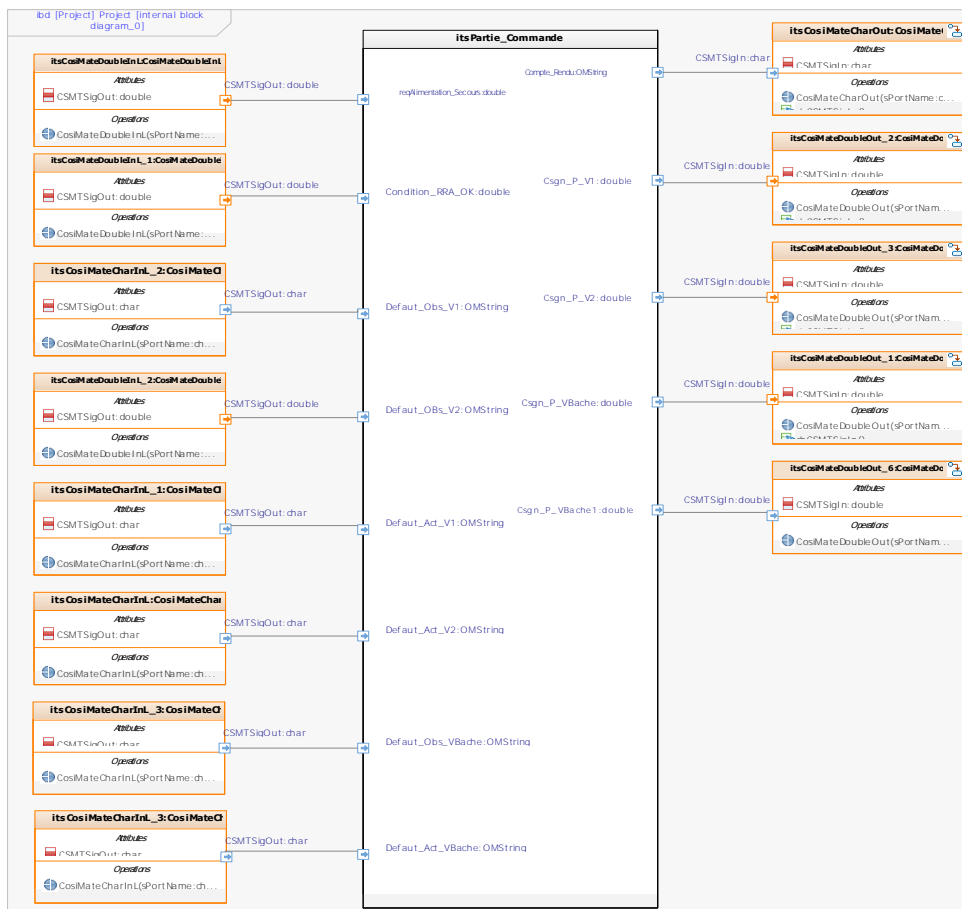 ibd [Project] Project [internal block
diagram_0]
itsCosiMateDoubleInL:CosiMateDoubleInL
Attributes
CSMTSigOut:double
Operations
CosiMateDoubleInL(sPortName:...
CSMTSigOut:double
itsCosiMateDoubleInL_1:CosiMateDouble
Attributes
CSMTSigOut:double
Operations
CosiMateDoubleInL(sPortName:...
CSMTSigOut:double
itsCosiMateCharInL_2:CosiMateCl
Attributes
CSMTSigOut:char
Operations
CosiMateCharInL(sPortName:ch...
CSMTSigOut:char
itsCosiMateDoubleInL_2:CosiMateDouble
Attributes
CSMTSigOut:double
Operations
CosiMateDoubleInL(sPortName:...
CSMTSigOut:double
itsCosiMateCharInL_1:CosiMateCl
Attributes
CSMTSigOut:char
Operations
CosiMateCharInL(sPortName:ch...
CSMTSigOut:char
itsCosiMateCharInL:CosiMateChar
Attributes
CSMTSigOut:char
Operations
CosiMateCharInL(sPortName:ch...
CSMTSigOut:char
itsCosiMateCharInL_3:CosiMateCh
Attributes
CSMTSigOut:char
Operations
CosiMateCharInL(sPortName:ch...
CSMTSigOut:char
itsCosiMateCharInL_3:CosiMateCh
Attributes
CSMTSigOut:char
Operations
CosiMateCharInL(sPortName:ch...
CSMTSigOut:char
itsPartie_Commande
Compte_Rendu:OMString
reqAlimentation_Secours:double
Condition_RRA_OK:double
Csgn_P_V1:double
Defaut_Obs_V1:OMString
Csgn_P_V2:double
Defaut_OBs_V2:OMString
Csgn_P_VBache:double
Defaut_Act_V1:OMString
Csgn_P_VBache1:double
Defaut_Act_V2:OMString
Defaut_Obs_VBache:OMString
Defaut_Act_VBache:OMString
CSMTSigIn:char
itsCosiMateCharOut:CosiMate
Attributes
CSMTSigIn:char
Operations
CosiMateCharOut(sPortName:c...
CSMTSigIn:double
itsCosiMateDoubleOut_2:CosiMateDo
Attributes
CSMTSigIn:double
Operations
CosiMateDoubleOut(sPortNam...
CSMTSigIn:double
itsCosiMateDoubleOut_3:CosiMateDo
Attributes
CSMTSigIn:double
Operations
CosiMateDoubleOut(sPortNam...
CSMTSigIn:double
itsCosiMateDoubleOut_1:CosiMateDo
Attributes
CSMTSigIn:double
Operations
CosiMateDoubleOut(sPortNam...
CSMTSigIn:double
itsCosiMateDoubleOut_6:CosiMateDo
Attributes
CSMTSigIn:double
Operations
CosiMateDoubleOut(sPortNam...